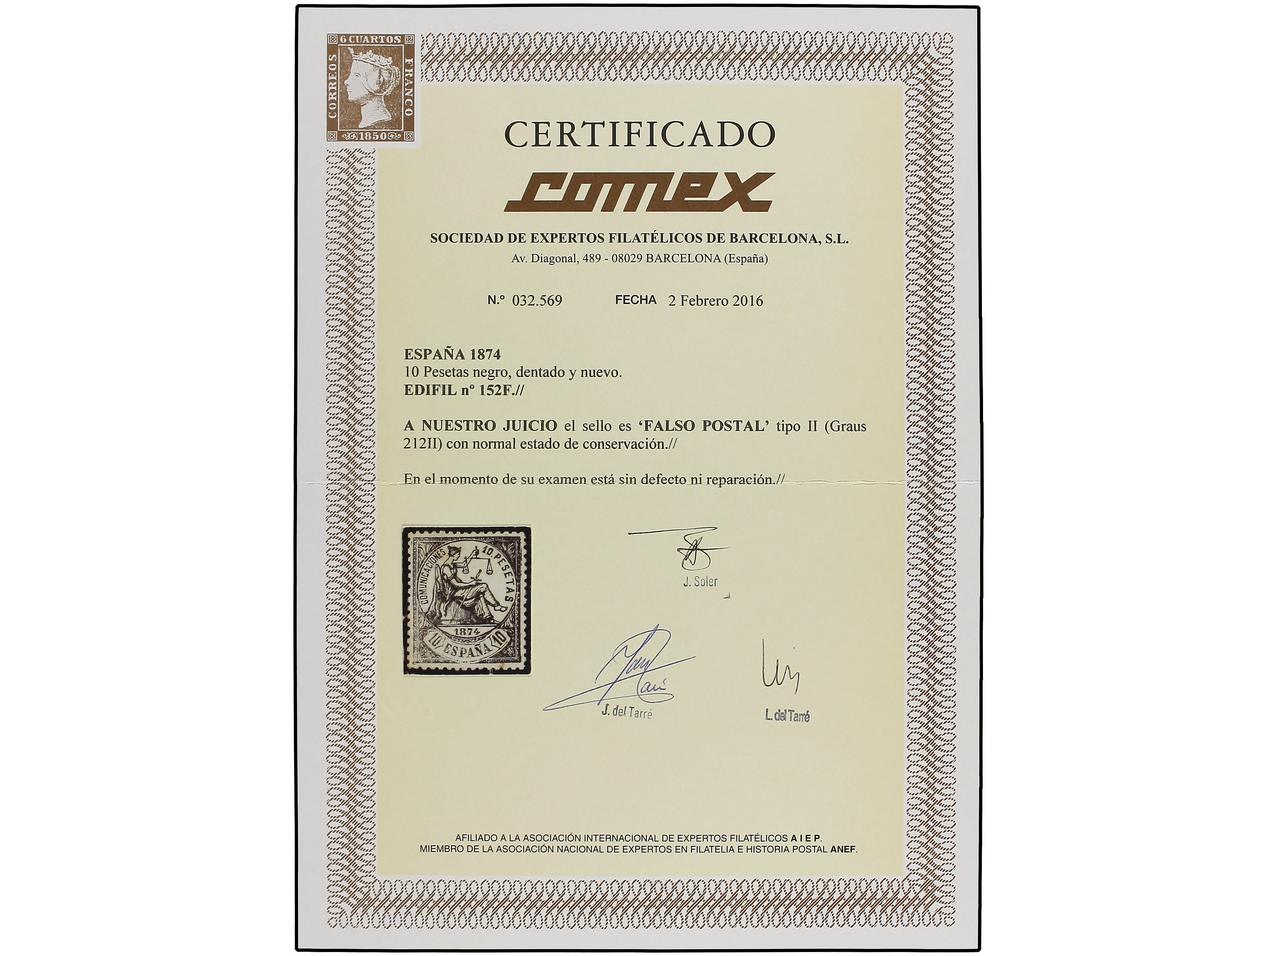 6 CUARTOS
CORREOS
FRANCO
1850
CERTIFICADO
comex
SOCIEDAD DE EXPERTOS FILATÉLICOS DE BARCELONA, S.L.
Av. Diagonal, 489 - 08029 BARCELONA (España)
N.º 032.569 FECHA 2 Febrero 2016
ESPAÑA 1874
10 Pesetas negro, dentado y nuevo.
EDIFIL nº 152F.//
A NUESTRO JUICIO el sello es ‘FALSO POSTAL’ tipo II (Graus
212II) con normal estado de conservación.//
En el momento de su examen está sin defecto ni reparación.//
COMUNICACIONES 10 PESETAS
1874
10 ESPAÑA 10
J. Soler
J. del Tarré
L. del Tarré
AFILIADO A LA ASOCIACIÓN INTERNACIONAL DE EXPERTOS FILATÉLICOS A I E P.
MIEMBRO DE LA ASOCIACIÓN NACIONAL DE EXPERTOS EN FILATELIA E HISTORIA POSTAL ANEF.